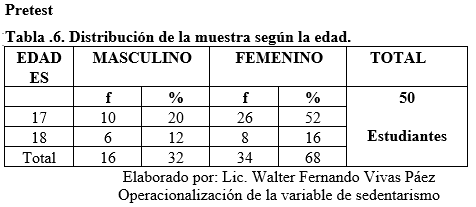 Pretest
Tabla .6. Distribución de la muestra según la edad.
EDAD
ES MASCULINO FEMENINO TOTAL
f % f % 50
Estudiantes
17 10 20 26 52
18 6 12 8 16
Total 16 32 34 68
Elaborado por: Lic. Walter Fernando Vivas Páez
Operacionalización de la variable de sedentarismo